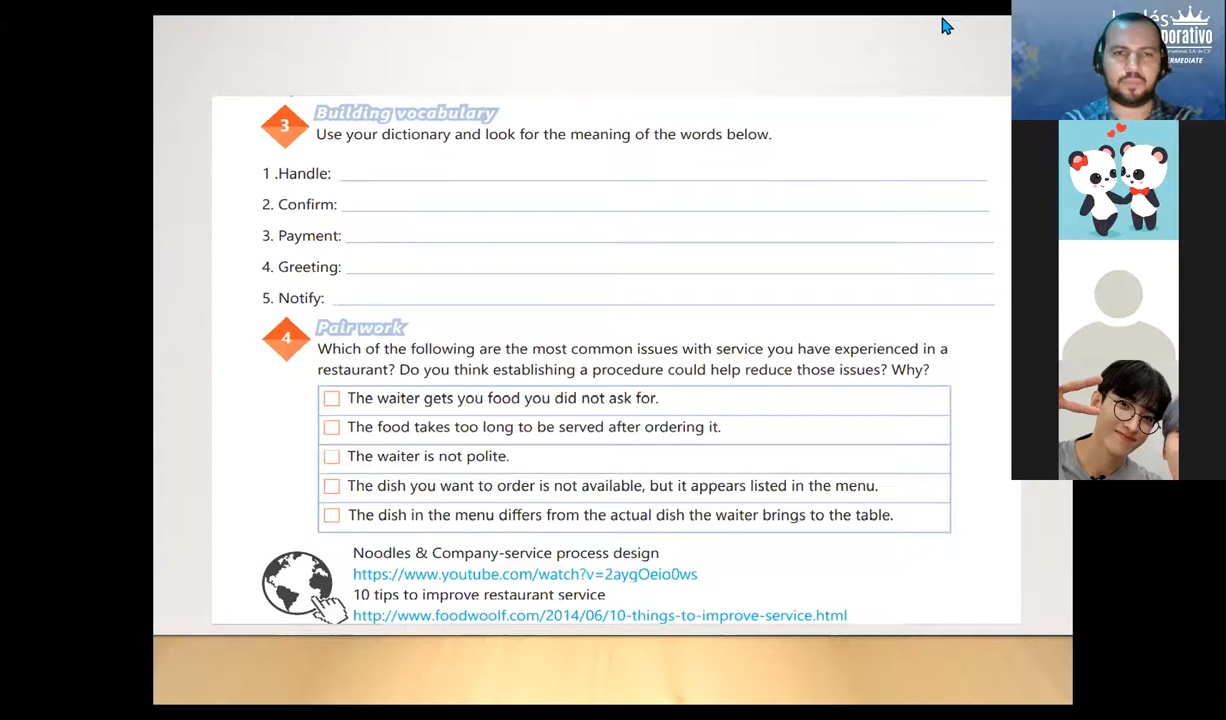 3
Building vocabulary
Use your dictionary and look for the meaning of the words below.
1 .Handle:
2. Confirm:
3. Payment:
4. Greeting:
5. Notify:
4
Pair work
Which of the following are the most common issues with service you have experienced in a
restaurant? Do you think establishing a procedure could help reduce those issues? Why?
The waiter gets you food you did not ask for.
The food takes too long to be served after ordering it.
The waiter is not polite.
The dish you want to order is not available, but it appears listed in the menu.
The dish in the menu differs from the actual dish the waiter brings to the table.
Noodles & Company-service process design
https://www.youtube.com/watch?v=2aygOeio0ws
10 tips to improve restaurant service
http://www.foodwoolf.com/2014/06/10-things-to-improve-service.html